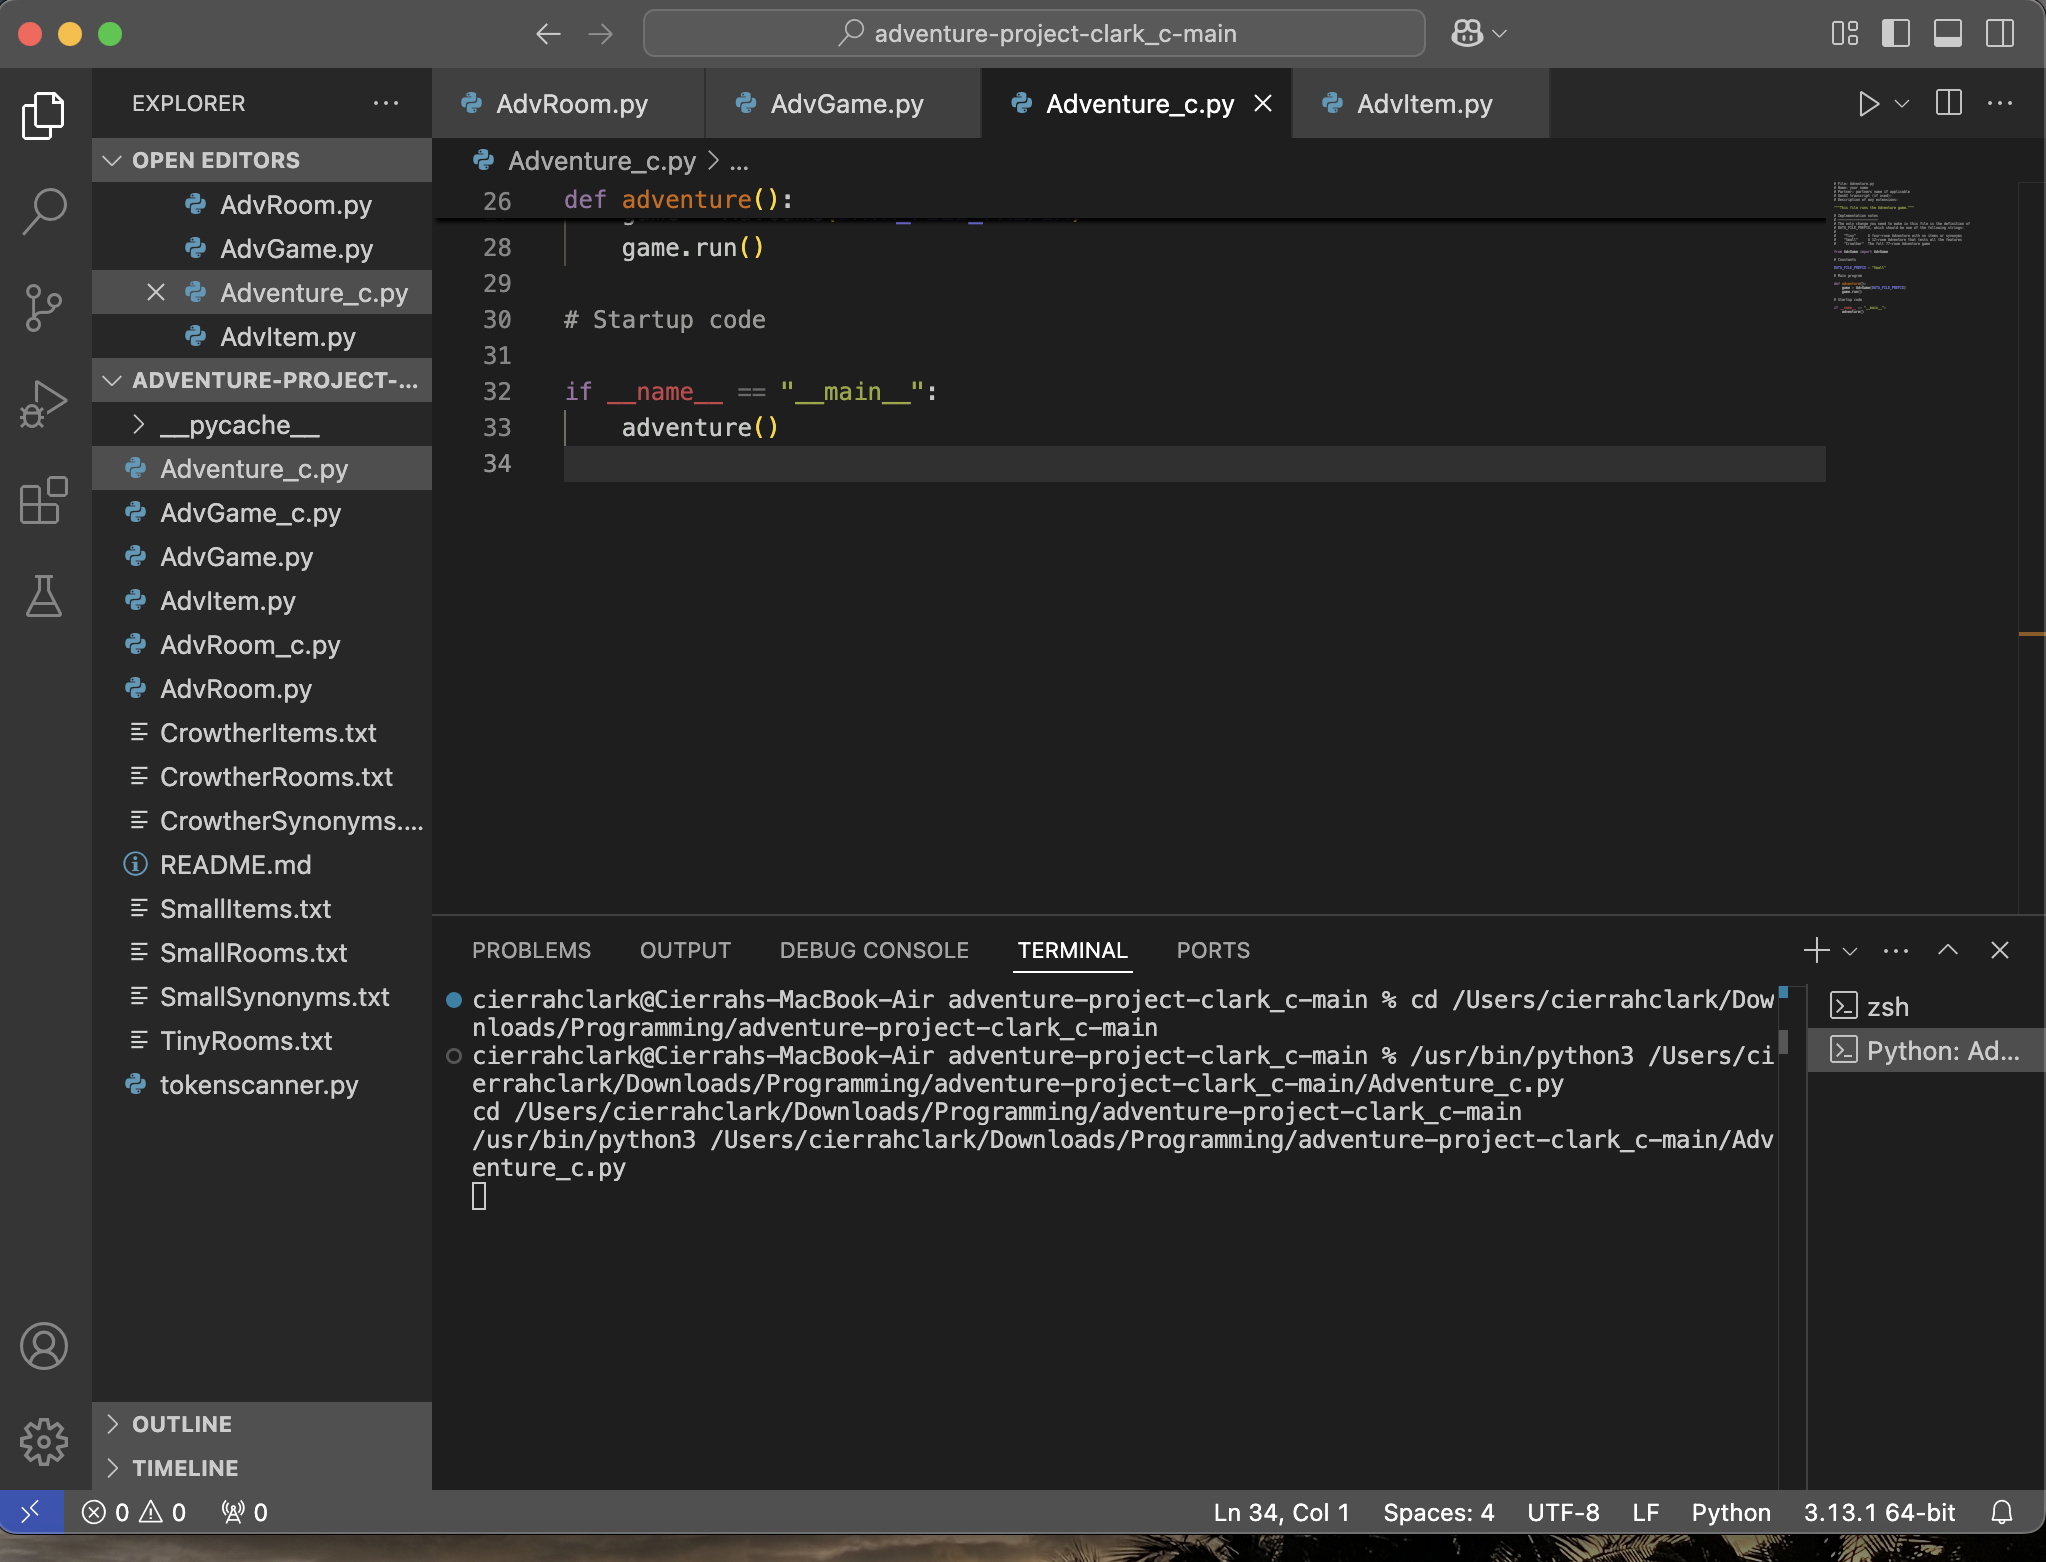 adventure-project-clark_c-main
EXPLORER
AdvRoom.py
AdvGame.py
Adventure_c.py
AdvItem.py
OPEN EDITORS
AdvRoom.py
AdvGame.py
Adventure_c.py
AdvItem.py
ADVENTURE-PROJECT-...
__pycache__
Adventure_c.py
AdvGame_c.py
AdvGame.py
AdvItem.py
AdvRoom_c.py
AdvRoom.py
CrowtherItems.txt
CrowtherRooms.txt
CrowtherSynonyms....
README.md
SmallItems.txt
SmallRooms.txt
SmallSynonyms.txt
TinyRooms.txt
tokenscanner.py
OUTLINE
TIMELINE
Adventure_c.py > ...
26 def adventure():
28 game.run()
29
30 # Startup code
31
32 if __name__ == "__main__":
33 adventure()
34
PROBLEMS OUTPUT DEBUG CONSOLE TERMINAL PORTS
cierrahclark@Cierrahs-MacBook-Air adventure-project-clark_c-main % cd /Users/cierrahclark/Dow
nloads/Programming/adventure-project-clark_c-main
cierrahclark@Cierrahs-MacBook-Air adventure-project-clark_c-main % /usr/bin/python3 /Users/ci
errahclark/Downloads/Programming/adventure-project-clark_c-main/Adventure_c.py
cd /Users/cierrahclark/Downloads/Programming/adventure-project-clark_c-main
/usr/bin/python3 /Users/cierrahclark/Downloads/Programming/adventure-project-clark_c-main/Adv
enture_c.py
zsh
Python: Ad...
0 0 0
Ln 34, Col 1 Spaces: 4 UTF-8 LF Python 3.13.1 64-bit